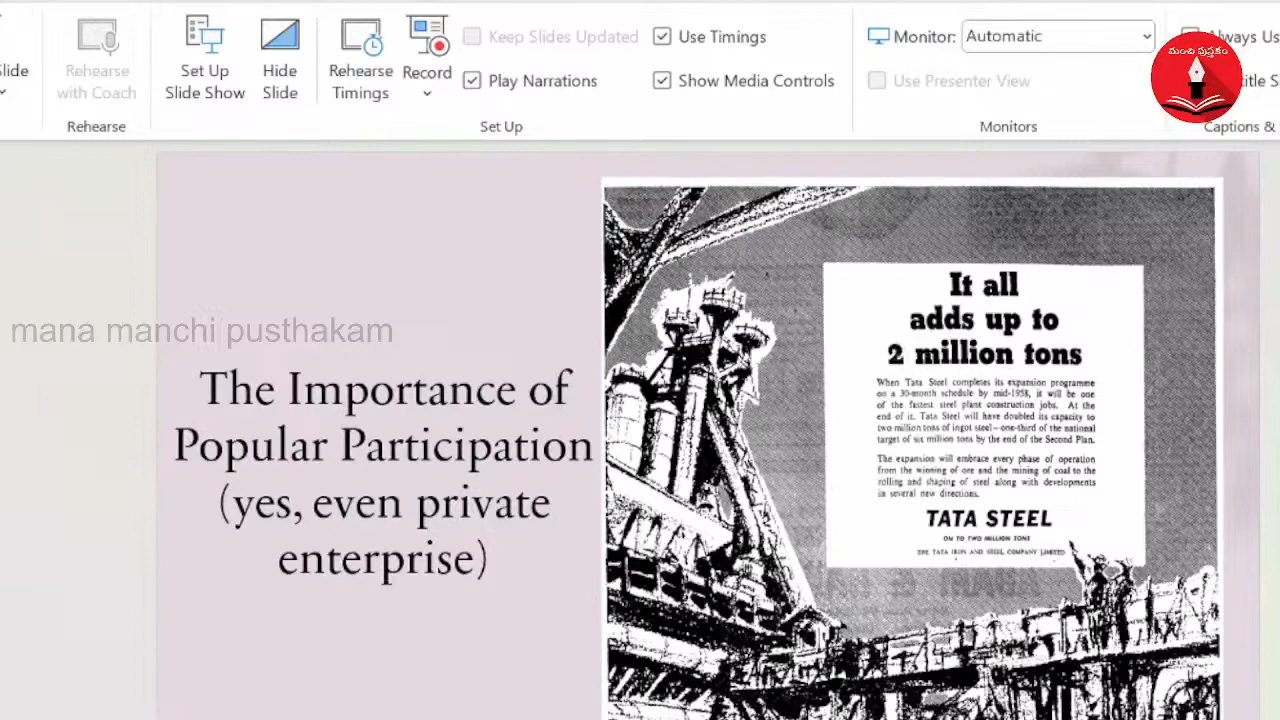 Slide
Rehearse
with Coach
Rehearse
Set Up
Slide Show
Hide
Slide
Rehearse
Timings
Record
Keep Slides Updated
Play Narrations
Use Timings
Show Media Controls
Set Up
Monitor:
Automatic
Use Presenter View
Monitors
Always Us
title S
Captions &
మంచి పుస్తకం
mana manchi pusthakam
The Importance of
Popular Participation
(yes, even private
enterprise)
It all
adds up to
2 million tons
When Tata Steel completes its expansion programme
on a 30-month schedule by mid-1958, it will be one
of the fastest steel plant construction jobs. At the
end of it, Tata Steel will have doubled its capacity to
two million tons of ingot steel—one-third of the national
target of six million tons by the end of the Second Plan.
The expansion will embrace every phase of operation
from the winning of ore and the mining of coal to the
rolling and shaping of steel along with developments
in several new directions.
TATA STEEL
ON TO TWO MILLION TONS
THE TATA IRON AND STEEL COMPANY LIMITED